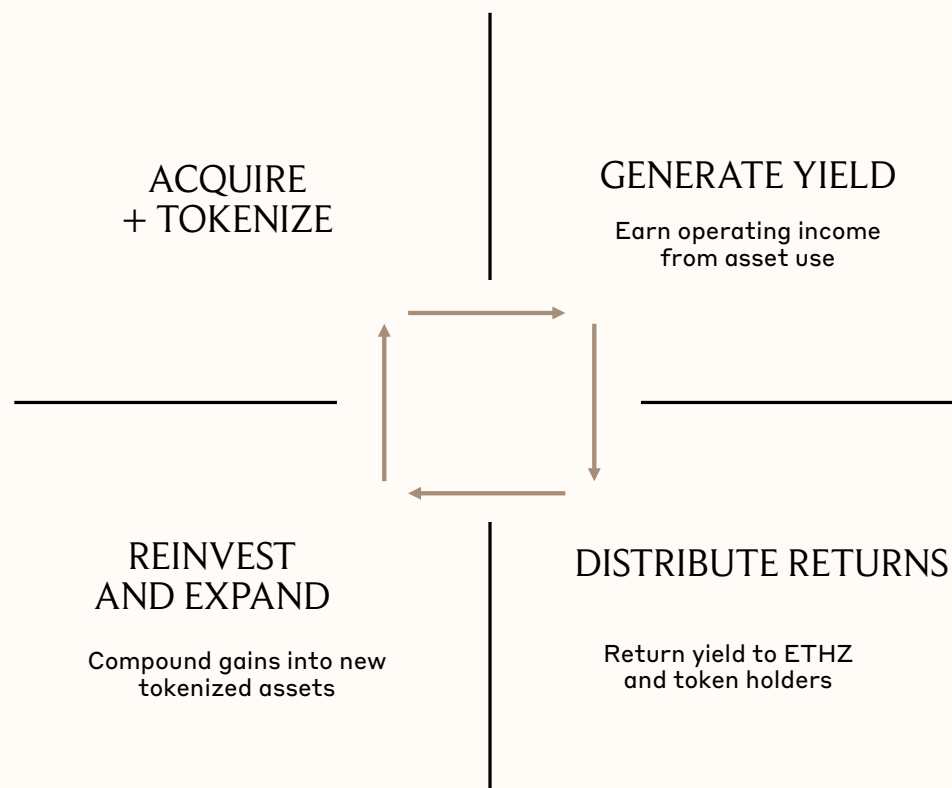 ACQUIRE
+ TOKENIZE
GENERATE YIELD
Earn operating income
from asset use
REINVEST
AND EXPAND
Compound gains into new
tokenized assets
DISTRIBUTE RETURNS
Return yield to ETHZ
and token holders